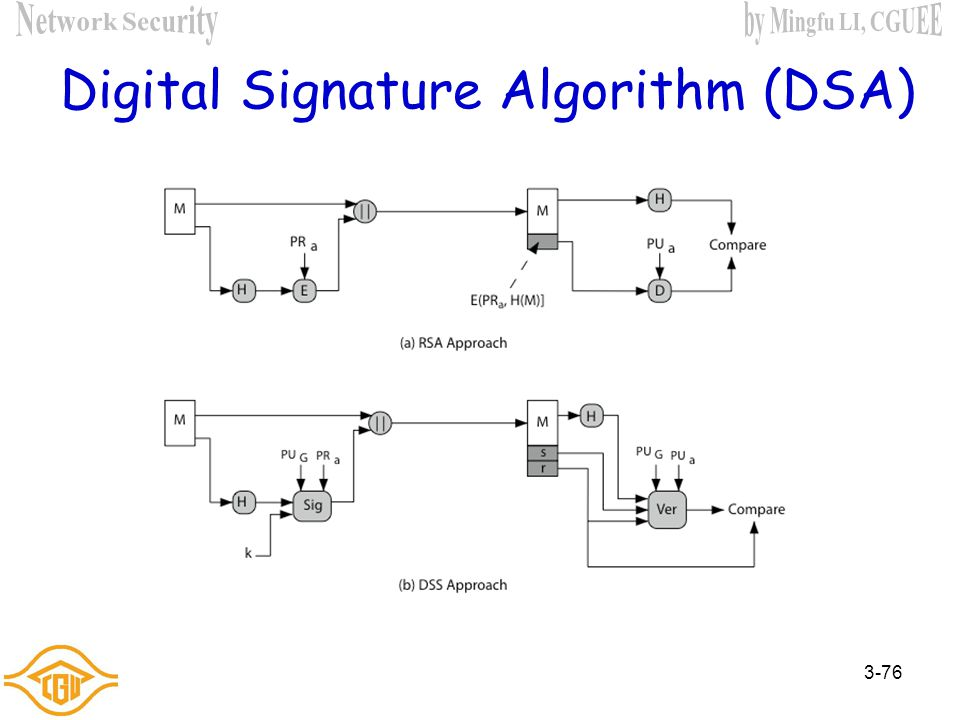 Network Security
by Mingfu LI, CGUEE
Digital Signature Algorithm (DSA)
M
||
M
H
PR a
PU a
Compare
H
E
D
E(PRa, H(M)]
(a) RSA Approach
M
||
M
H
s
r
PU G
PR a
PU G
PU a
H
Sig
Ver
Compare
k
(b) DSS Approach
CGU
3-76